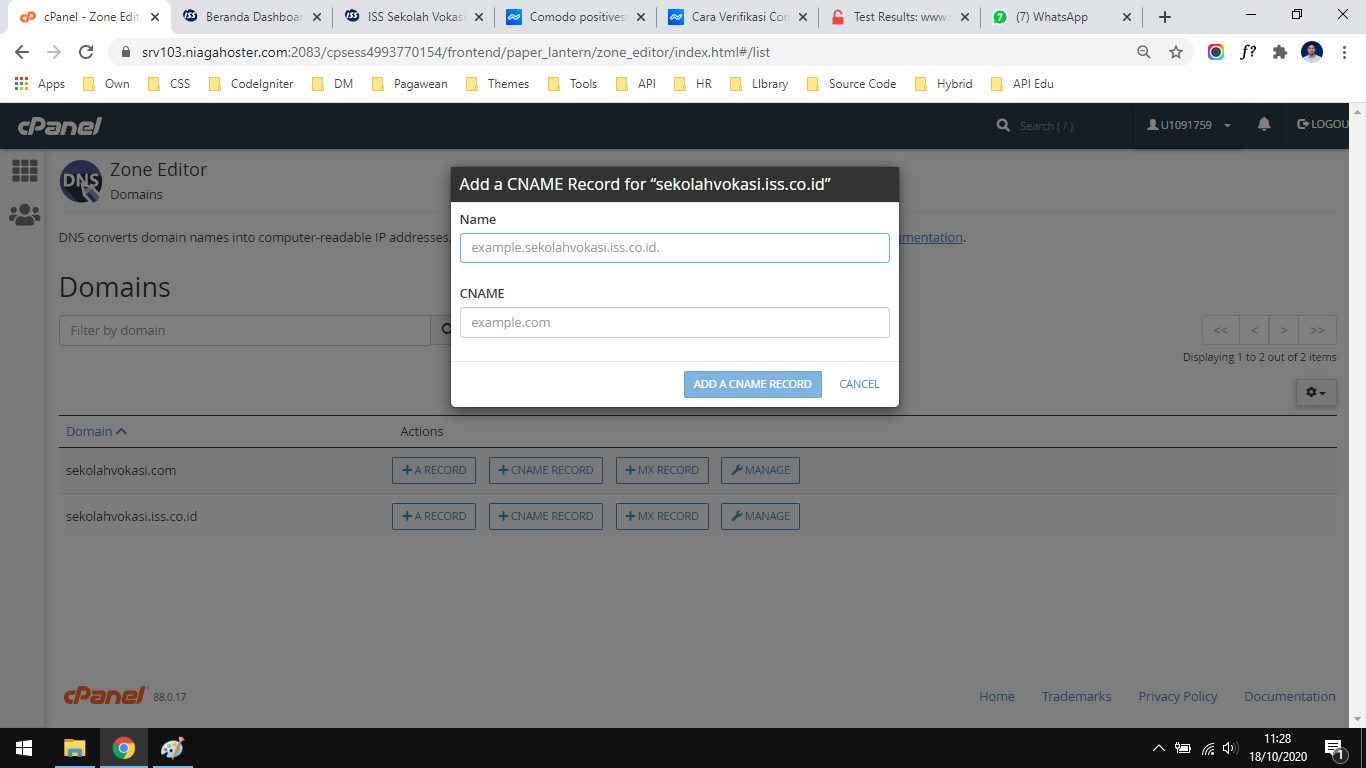 cPanel - Zone Edit
Beranda Dashboar
ISS Sekolah Vokasi
Comodo positives
Cara Verifikasi Con
Test Results: www.
(7) WhatsApp
srv103.niagahoster.com:2083/cpsess4993770154/frontend/paper_lantern/zone_editor/index.html#/list
f?
Apps
Own
CSS
CodeIgniter
DM
Pagawean
Themes
Tools
API
HR
LIbrary
Source Code
Hybrid
API Edu
cPanel
Search ( / )
U1091759
LOGOU
DNS
Zone Editor
Domains
DNS converts domain names into computer-readable IP addresses.
mentation.
Domains
Filter by domain
<< < > >>
Displaying 1 to 2 out of 2 items
Add a CNAME Record for “sekolahvokasi.iss.co.id”
Name
example.sekolahvokasi.iss.co.id.
CNAME
example.com
ADD A CNAME RECORD
CANCEL
Domain
Actions
sekolahvokasi.com
A RECORD
CNAME RECORD
MX RECORD
MANAGE
sekolahvokasi.iss.co.id
A RECORD
CNAME RECORD
MX RECORD
MANAGE
cPanel 88.0.17
Home
Trademarks
Privacy Policy
Documentation
11:28
18/10/2020
1